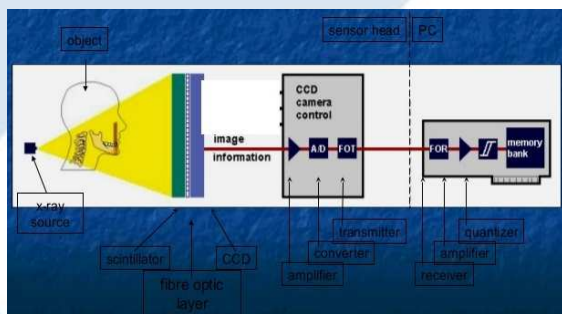 object
sensor head
PC
CCD
camera
control
image
information
A/D
FOT
FOR
memory
bank
x-ray
source
transmitter
quantizer
scintillator
CCD
converter
amplifier
amplifier
receiver
fibre optic
layer